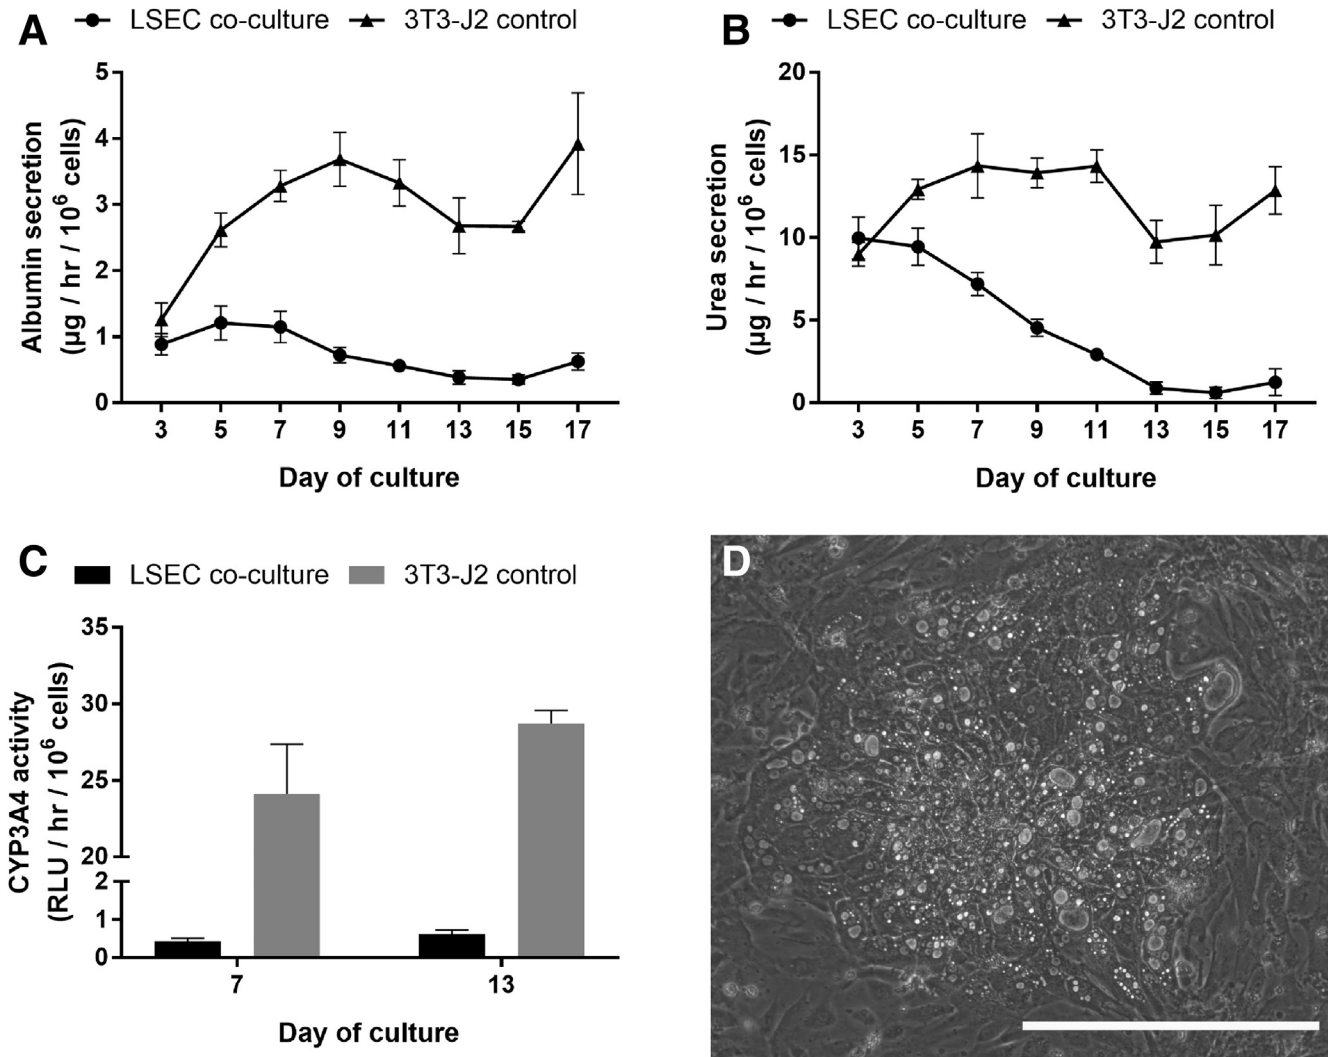 A
LSEC co-culture 3T3-J2 control
Albumin secretion
(µg / hr / 10⁶ cells)
5
4
3
2
1
0
3 5 7 9 11 13 15 17
Day of culture
B
LSEC co-culture 3T3-J2 control
Urea secretion
(µg / hr / 10⁶ cells)
20
15
10
5
0
3 5 7 9 11 13 15 17
Day of culture
C
LSEC co-culture 3T3-J2 control
CYP3A4 activity
(RLU / hr / 10⁶ cells)
35
30
25
20
2
1
0
7 13
Day of culture
D